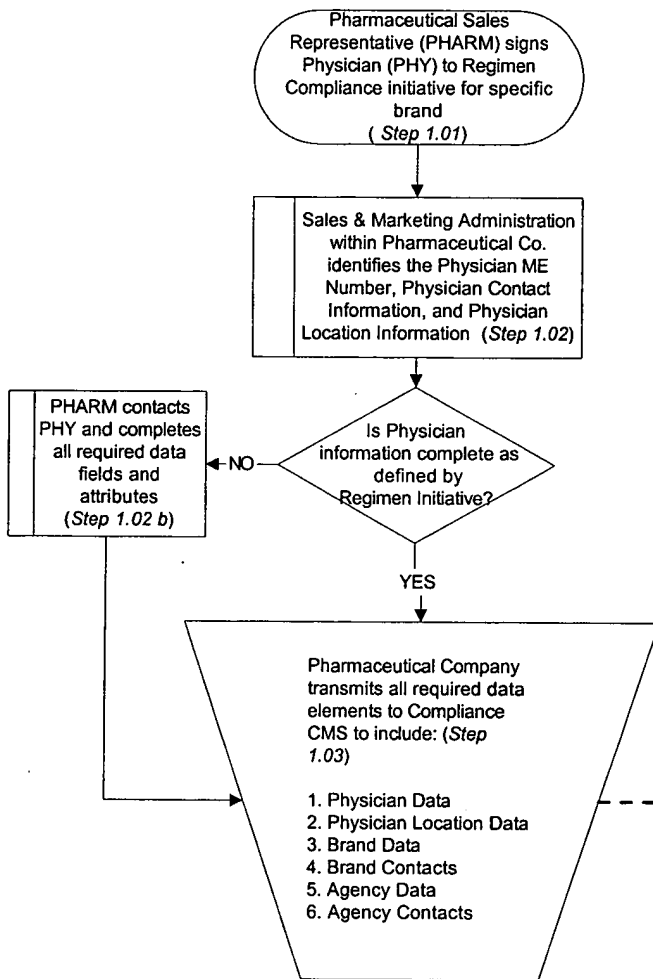 Pharmaceutical Sales
Representative (PHARM) signs
Physician (PHY) to Regimen
Compliance initiative for specific
brand
( Step 1.01)
Sales & Marketing Administration
within Pharmaceutical Co.
identifies the Physician ME
Number, Physician Contact
Information, and Physician
Location Information (Step 1.02)
Is Physician
information complete as
defined by
Regimen Initiative?
NO
PHARM contacts
PHY and completes
all required data
fields and
attributes
(Step 1.02 b)
YES
Pharmaceutical Company
transmits all required data
elements to Compliance
CMS to include: (Step
1.03)
1. Physician Data
2. Physician Location Data
3. Brand Data
4. Brand Contacts
5. Agency Data
6. Agency Contacts